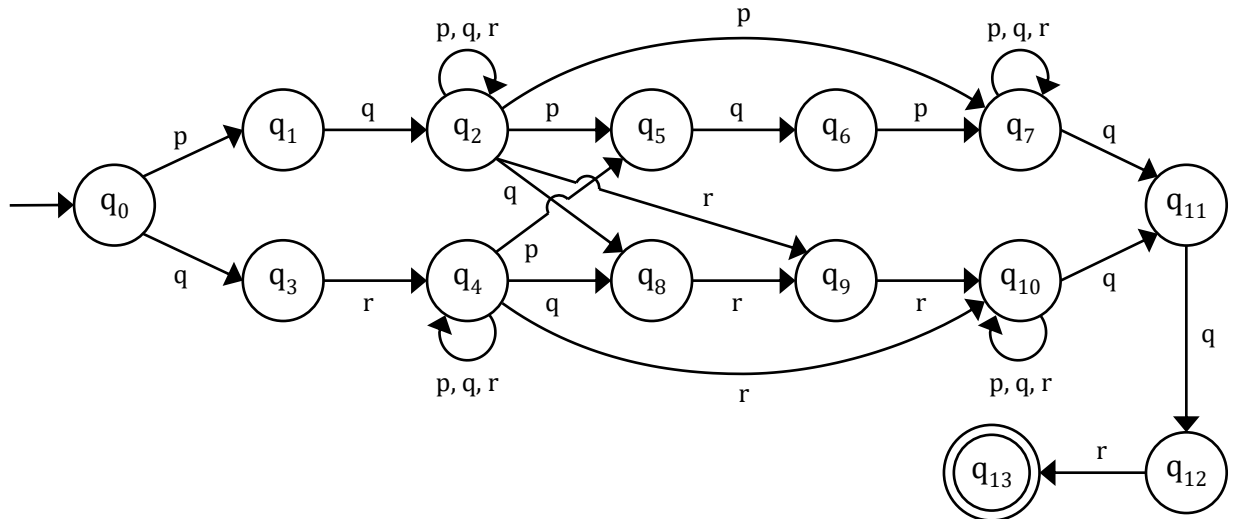 p
p, q, r
p, q, r
q₁
q
q₂
p
q₅
q
q₆
p
q₇
p
q
q₀
q
r
q₁₁
q
p
q₃
r
q₄
q
q₈
r
q₉
r
q₁₀
q
q
p, q, r
r
p, q, r
q₁₃
r
q₁₂